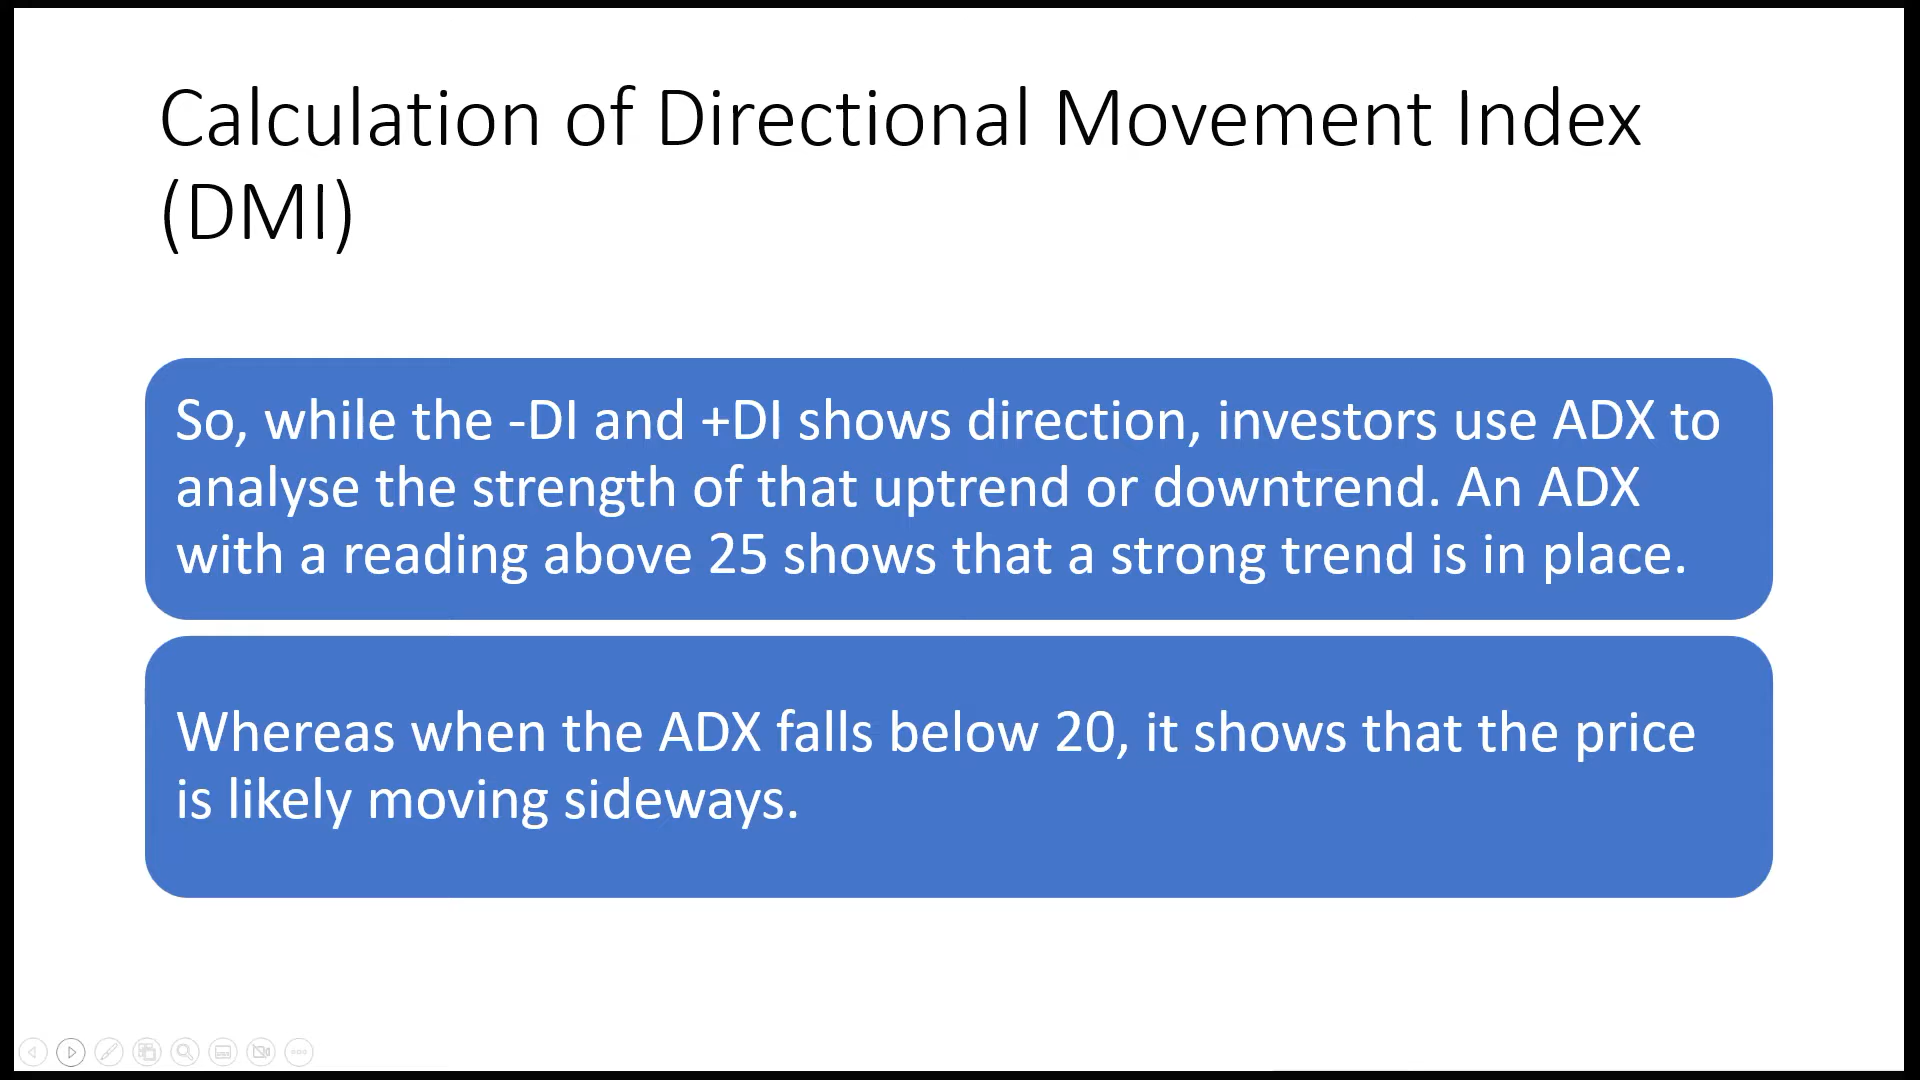 Calculation of Directional Movement Index
(DMI)
So, while the -DI and +DI shows direction, investors use ADX to
analyse the strength of that uptrend or downtrend. An ADX
with a reading above 25 shows that a strong trend is in place.
Whereas when the ADX falls below 20, it shows that the price
is likely moving sideways.